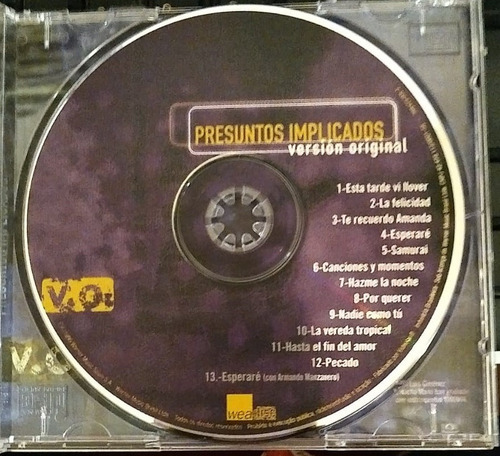 PRESUNTOS IMPLICADOS
versión original
1-Esta tarde vi llover
2-La felicidad
3-Te recuerdo Amanda
4-Esperaré
5-Samurai
6-Canciones y momentos
7-Hazme la noche
8-Por querer
9-Nadie como tú
10-La vereda tropical
11-Hasta el fin del amor
12-Pecado
13.-Esperaré (con Armando Manzanero)
V.O.
V.O
wea